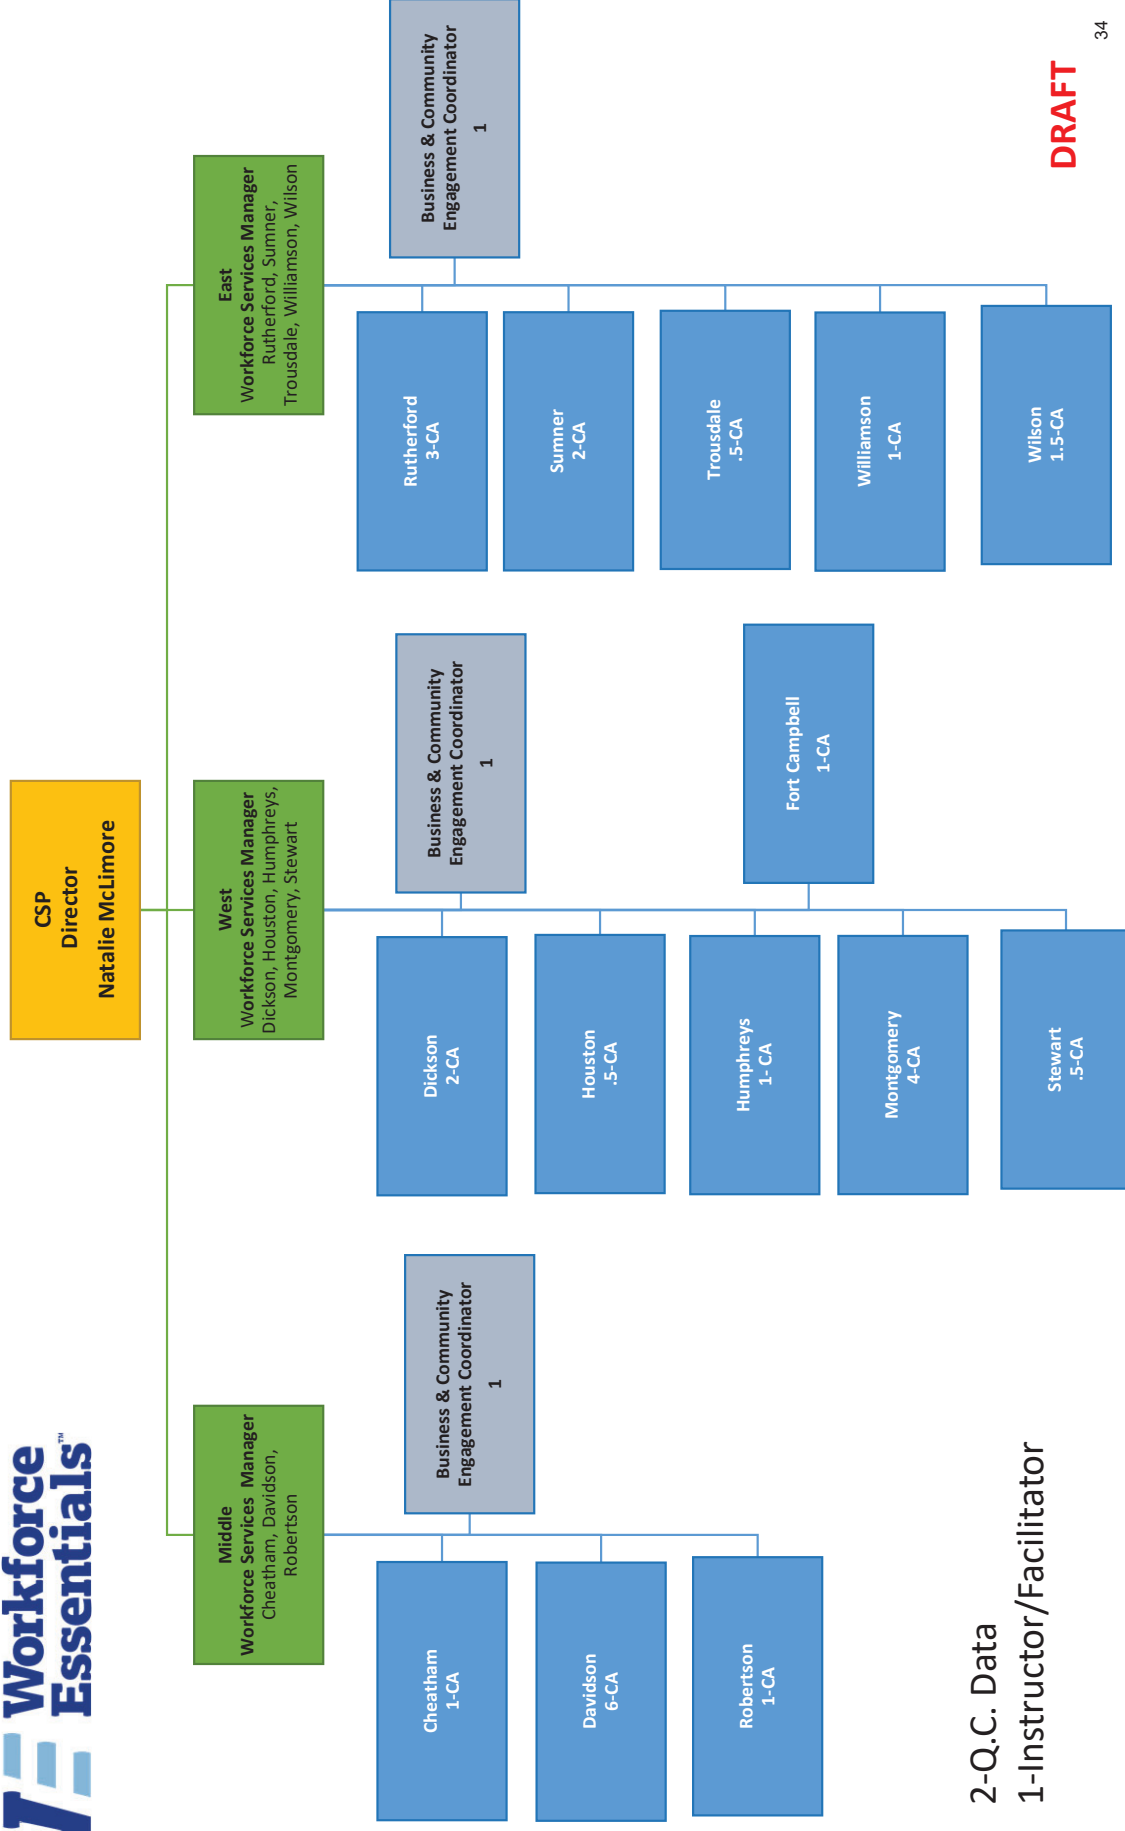 Workforce
Essentials™
CSP
Director
Natalie McLimore
Middle
Workforce Services  Manager
Cheatham, Davidson,
Robertson
West
Workforce Services Manager
Dickson, Houston, Humphreys,
Montgomery, Stewart
East
Workforce Services Manager
Rutherford, Sumner,
Trousdale, Williamson, Wilson
Business & Community
Engagement Coordinator
1
Cheatham
1-CA
Davidson
6-CA
Robertson
1-CA
Business & Community
Engagement Coordinator
1
Dickson
2-CA
Houston
.5-CA
Humphreys
1- CA
Fort Campbell
1-CA
Montgomery
4-CA
Stewart
.5-CA
Business & Community
Engagement Coordinator
1
Rutherford
3-CA
Sumner
2-CA
Trousdale
.5-CA
Williamson
1-CA
Wilson
1.5-CA
2-Q.C. Data
1-Instructor/Facilitator
DRAFT
34